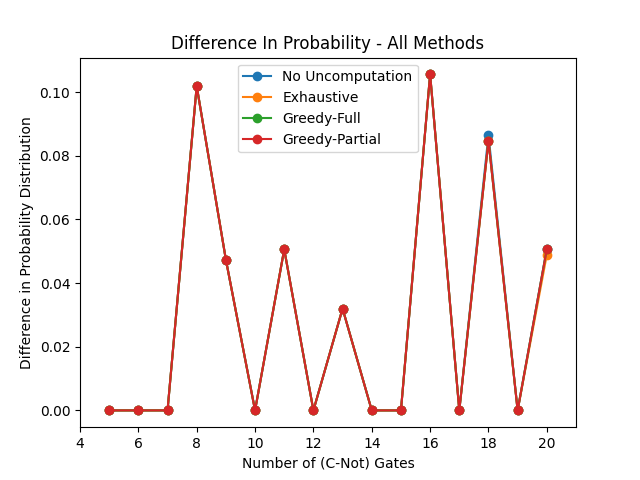 Difference In Probability - All Methods
No Uncomputation
Exhaustive
Greedy-Full
Greedy-Partial
Difference in Probability Distribution
0.10
0.08
0.06
0.04
0.02
0.00
4 6 8 10 12 14 16 18 20
Number of (C-Not) Gates